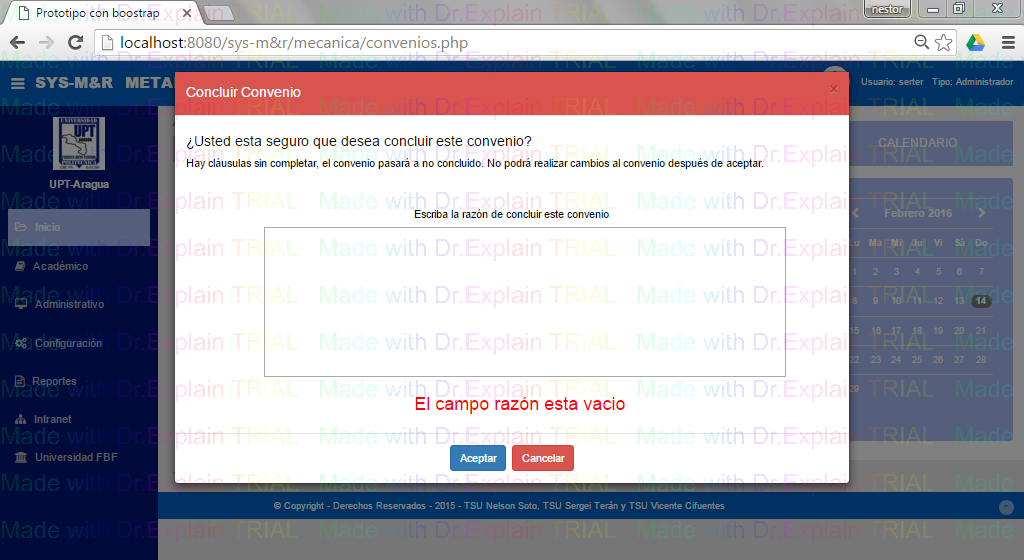 Prototipo con boostrap
nestor
localhost:8080/sys-m&r/mecanica/convenios.php
SYS-M&R META
Usuario: serter Tipo: Administrador
Concluir Convenio
×
¿Usted esta seguro que desea concluir este convenio?
Hay cláusulas sin completar, el convenio pasará a no concluido. No podrá realizar cambios al convenio después de aceptar.
Escriba la razón de concluir este convenio
El campo razón esta vacio
Aceptar Cancelar
UNIVERSIDAD
UPT
UPT-Aragua
Inicio
Académico
Administrativo
Configuración
Reportes
Intranet
Universidad FBF
CALENDARIO
Febrero 2016
Lu Ma Mi Ju Vi Sá Do
1 2 3 4 5 6 7
8 9 10 11 12 13 14
15 16 17 18 19 20 21
22 23 24 25 26 27 28
29
© Copyright - Derechos Reservados - 2015 - TSU Nelson Soto, TSU Sergei Terán y TSU Vicente Cifuentes
Made with Dr.Explain TRIAL